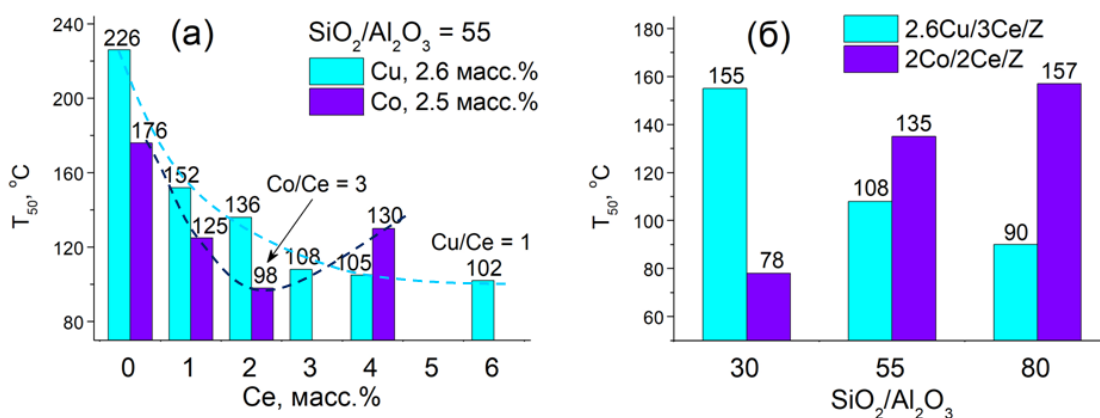 (а)
SiO2/Al2O3 = 55
Cu, 2.6 масс.%
Co, 2.5 масс.%
240
200
160
120
80
T50, °C
226
176
152
125
136
98
108
105
130
102
Co/Ce = 3
Cu/Ce = 1
0 1 2 3 4 5 6
Ce, масс.%
(б)
2.6Cu/3Ce/Z
2Co/2Ce/Z
180
160
140
120
100
80
60
T50, °C
155
78
108
135
90
157
30 55 80
SiO2/Al2O3